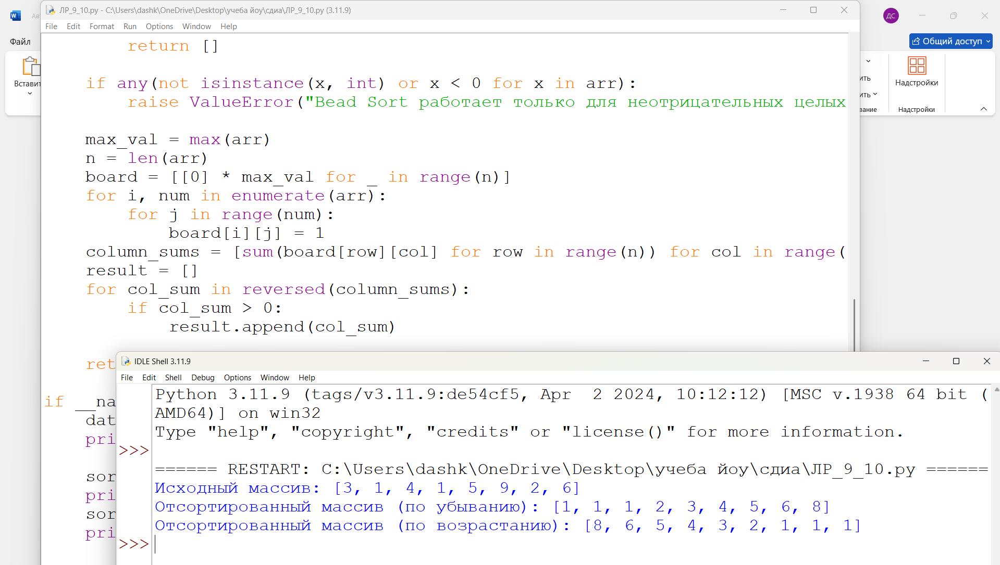 ЛР_9_10.py - C:\Users\dashk\OneDrive\Desktop\учеба йоу\сдиа\ЛР_9_10.py (3.11.9)
File Edit Format Run Options Window Help
ДС
Файл
Общий доступ
Вставит
ить
ить
вание
Надстройки
Надстройки
return []
if any(not isinstance(x, int) or x < 0 for x in arr):
raise ValueError("Bead Sort работает только для неотрицательных целых
max_val = max(arr)
n = len(arr)
board = [[0] * max_val for _ in range(n)]
for i, num in enumerate(arr):
for j in range(num):
board[i][j] = 1
column_sums = [sum(board[row][col] for row in range(n)) for col in range(
result = []
for col_sum in reversed(column_sums):
if col_sum > 0:
result.append(col_sum)
ret
if __na
dat
pri
sor
pri
sor
pri
IDLE Shell 3.11.9
File Edit Shell Debug Options Window Help
Python 3.11.9 (tags/v3.11.9:de54cf5, Apr  2 2024, 10:12:12) [MSC v.1938 64 bit (
AMD64)] on win32
Type "help", "copyright", "credits" or "license()" for more information.
>>>
====== RESTART: C:\Users\dashk\OneDrive\Desktop\учеба йоу\сдиа\ЛР_9_10.py ======
Исходный массив: [3, 1, 4, 1, 5, 9, 2, 6]
Отсортированный массив (по убыванию): [1, 1, 1, 2, 3, 4, 5, 6, 8]
Отсортированный массив (по возрастанию): [8, 6, 5, 4, 3, 2, 1, 1, 1]
>>>